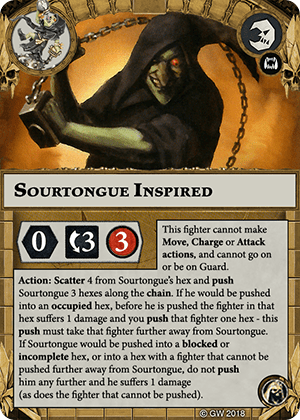 Sourtongue Inspired
0 3 3
This fighter cannot make
Move, Charge or Attack
actions, and cannot go on
or be on Guard.
Action: Scatter 4 from Sourtongue's hex and push
Sourtongue 3 hexes along the chain. If he would be pushed
into an occupied hex, before he is pushed the fighter in that
hex suffers 1 damage and you push that fighter one hex - this
push must take that fighter further away from Sourtongue.
If Sourtongue would be pushed into a blocked or
incomplete hex, or into a hex with a fighter that cannot be
pushed further away from Sourtongue, do not push
him any further and he suffers 1 damage
(as does the fighter that cannot be pushed).
© GW 2018